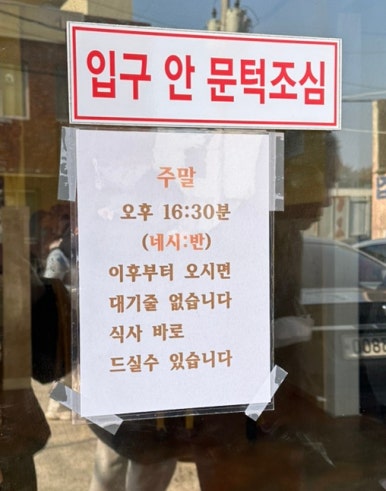 입구 안 문턱조심
주말
오후 16:30분
(네시:반)
이후부터 오시면
대기줄 없습니다
식사 바로
드실수 있습니다